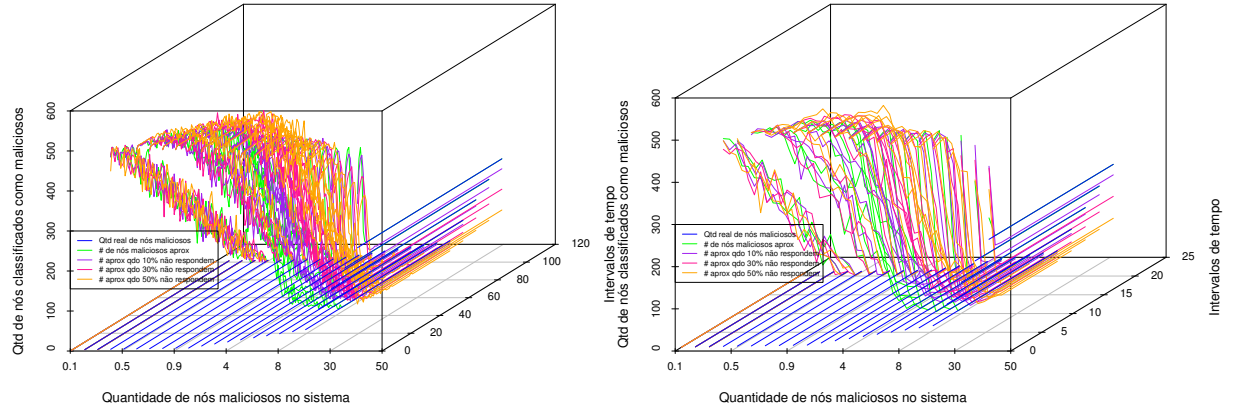 Qtd de nós classificados como maliciosos
600
500
400
300
200
100
0
Qtd real de nós maliciosos
# de nós maliciosos aprox
# aprox qdo 10% não respondem
# aprox qdo 30% não respondem
# aprox qdo 50% não respondem
0.1
0.5
0.9
4
8
30
50
Quantidade de nós maliciosos no sistema
0
20
40
60
80
100
120
Intervalos de tempo
Qtd de nós classificados como maliciosos
600
500
400
300
200
100
0
Qtd real de nós maliciosos
# de nós maliciosos aprox
# aprox qdo 10% não respondem
# aprox qdo 30% não respondem
# aprox qdo 50% não respondem
0.1
0.5
0.9
4
8
30
50
Quantidade de nós maliciosos no sistema
0
5
10
15
20
25
Intervalos de tempo